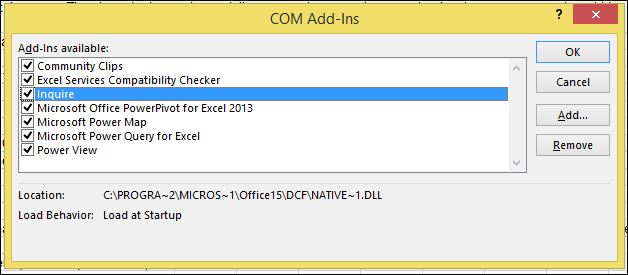 COM Add-Ins
?
Add-Ins available:
Community Clips
Excel Services Compatibility Checker
Inquire
Microsoft Office PowerPivot for Excel 2013
Microsoft Power Map
Microsoft Power Query for Excel
Power View
OK
Cancel
Add...
Remove
Location: C:\PROGRA~2\MICROS~1\Office15\DCF\NATIVE~1.DLL
Load Behavior: Load at Startup